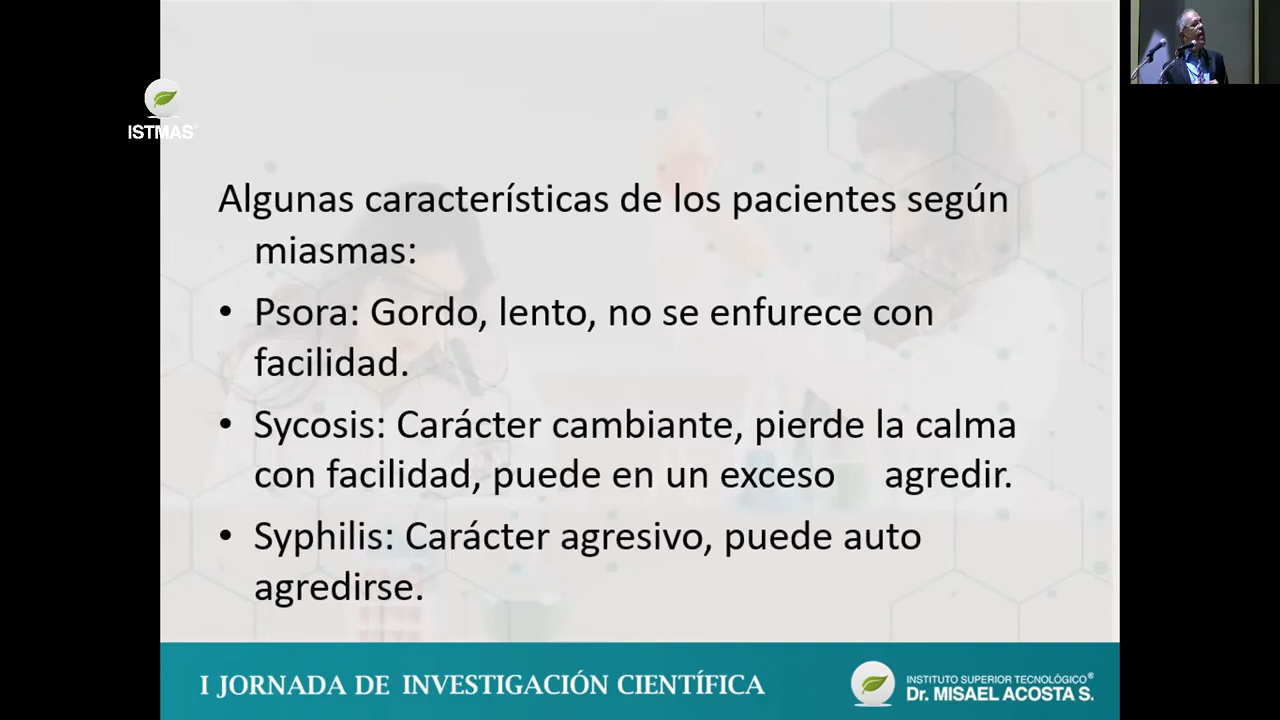 ISTMAS
Algunas características de los pacientes según
miasmas:
• Psora: Gordo, lento, no se enfurece con
facilidad.
• Sycosis: Carácter cambiante, pierde la calma
con facilidad, puede en un exceso agredir.
• Syphilis: Carácter agresivo, puede auto
agredirse.
I JORNADA DE INVESTIGACIÓN CIENTÍFICA
INSTITUTO SUPERIOR TECNOLÓGICO®
Dr. MISAEL ACOSTA S.